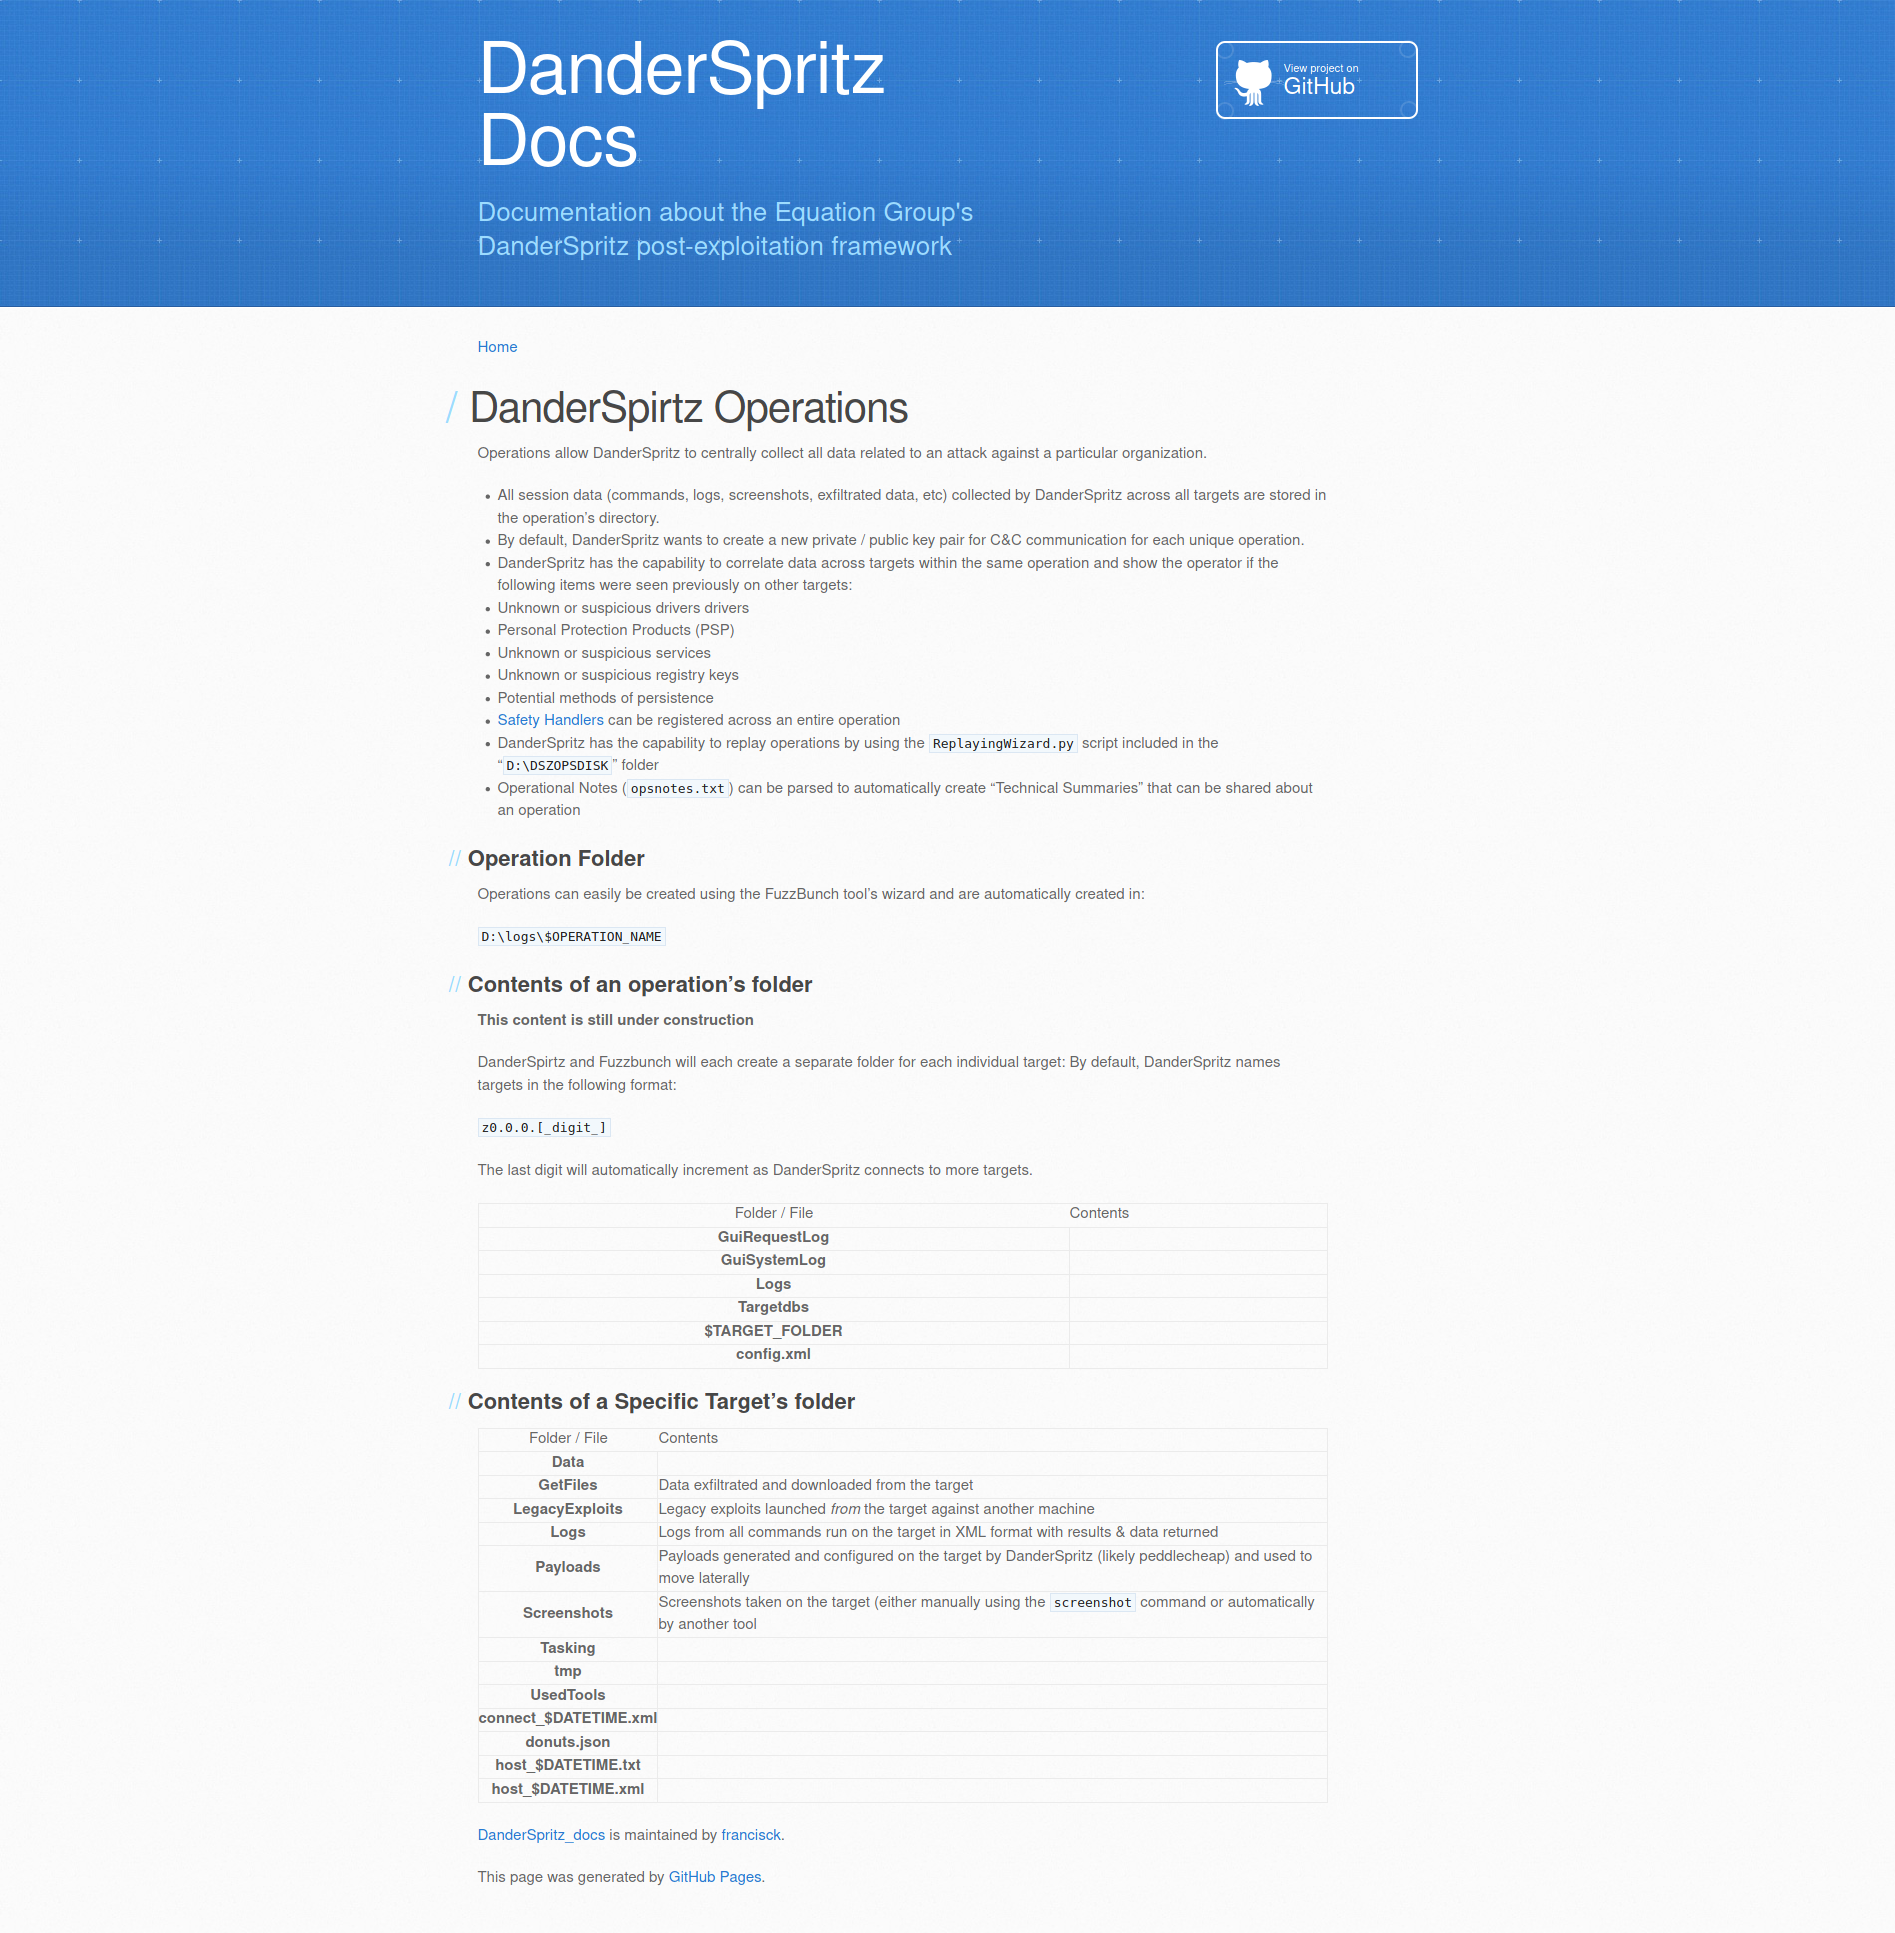 DanderSpritz
Docs
View project on
GitHub
Documentation about the Equation Group's
DanderSpritz post-exploitation framework
Home
/ DanderSpirtz Operations
Operations allow DanderSpritz to centrally collect all data related to an attack against a particular organization.
• All session data (commands, logs, screenshots, exfiltrated data, etc) collected by DanderSpritz across all targets are stored in
the operation’s directory.
• By default, DanderSpritz wants to create a new private / public key pair for C&C communication for each unique operation.
• DanderSpritz has the capability to correlate data across targets within the same operation and show the operator if the
following items were seen previously on other targets:
• Unknown or suspicious drivers drivers
• Personal Protection Products (PSP)
• Unknown or suspicious services
• Unknown or suspicious registry keys
• Potential methods of persistence
• Safety Handlers can be registered across an entire operation
• DanderSpritz has the capability to replay operations by using the ReplayingWizard.py script included in the
“D:\DSZOPSDISK” folder
• Operational Notes (opsnotes.txt) can be parsed to automatically create “Technical Summaries” that can be shared about
an operation
// Operation Folder
Operations can easily be created using the FuzzBunch tool’s wizard and are automatically created in:
D:\logs\$OPERATION_NAME
// Contents of an operation’s folder
This content is still under construction
DanderSpirtz and Fuzzbunch will each create a separate folder for each individual target: By default, DanderSpritz names
targets in the following format:
z0.0.0.[_digit_]
The last digit will automatically increment as DanderSpritz connects to more targets.
Folder / File Contents
GuiRequestLog
GuiSystemLog
Logs
Targetdbs
$TARGET_FOLDER
config.xml
// Contents of a Specific Target’s folder
Folder / File Contents
Data
GetFiles Data exfiltrated and downloaded from the target
LegacyExploits Legacy exploits launched from the target against another machine
Logs Logs from all commands run on the target in XML format with results & data returned
Payloads Payloads generated and configured on the target by DanderSpritz (likely peddlecheap) and used to
move laterally
Screenshots Screenshots taken on the target (either manually using the screenshot command or automatically
by another tool
Tasking
tmp
UsedTools
connect_$DATETIME.xml
donuts.json
host_$DATETIME.txt
host_$DATETIME.xml
DanderSpritz_docs is maintained by francisck.
This page was generated by GitHub Pages.